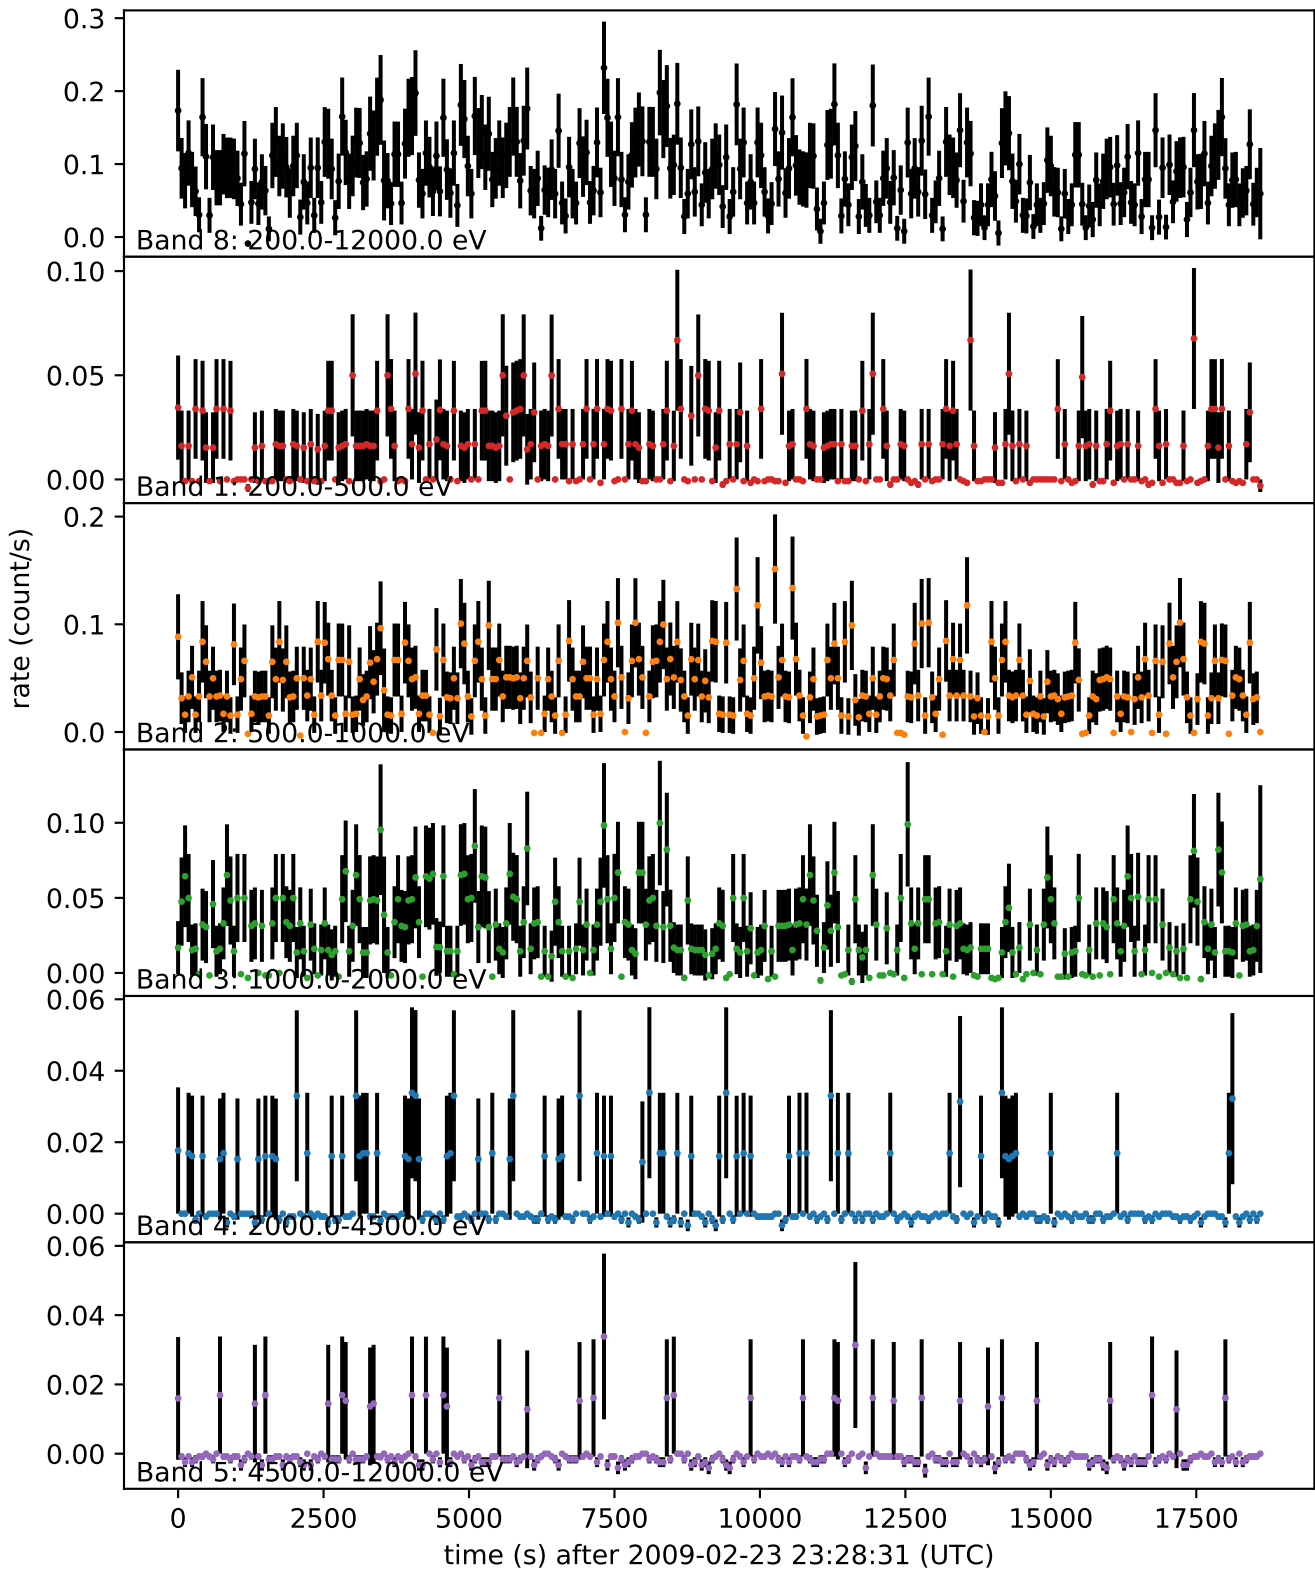 0.3
0.2
0.1
0.0
Band 8: 200.0-12000.0 eV
0.10
0.05
0.00
Band 1: 200.0-500.0 eV
0.2
0.1
0.0
Band 2: 500.0-1000.0 eV
rate (count/s)
0.10
0.05
0.00
Band 3: 1000.0-2000.0 eV
0.06
0.04
0.02
0.00
Band 4: 2000.0-4500.0 eV
0.06
0.04
0.02
0.00
Band 5: 4500.0-12000.0 eV
0 2500 5000 7500 10000 12500 15000 17500
time (s) after 2009-02-23 23:28:31 (UTC)